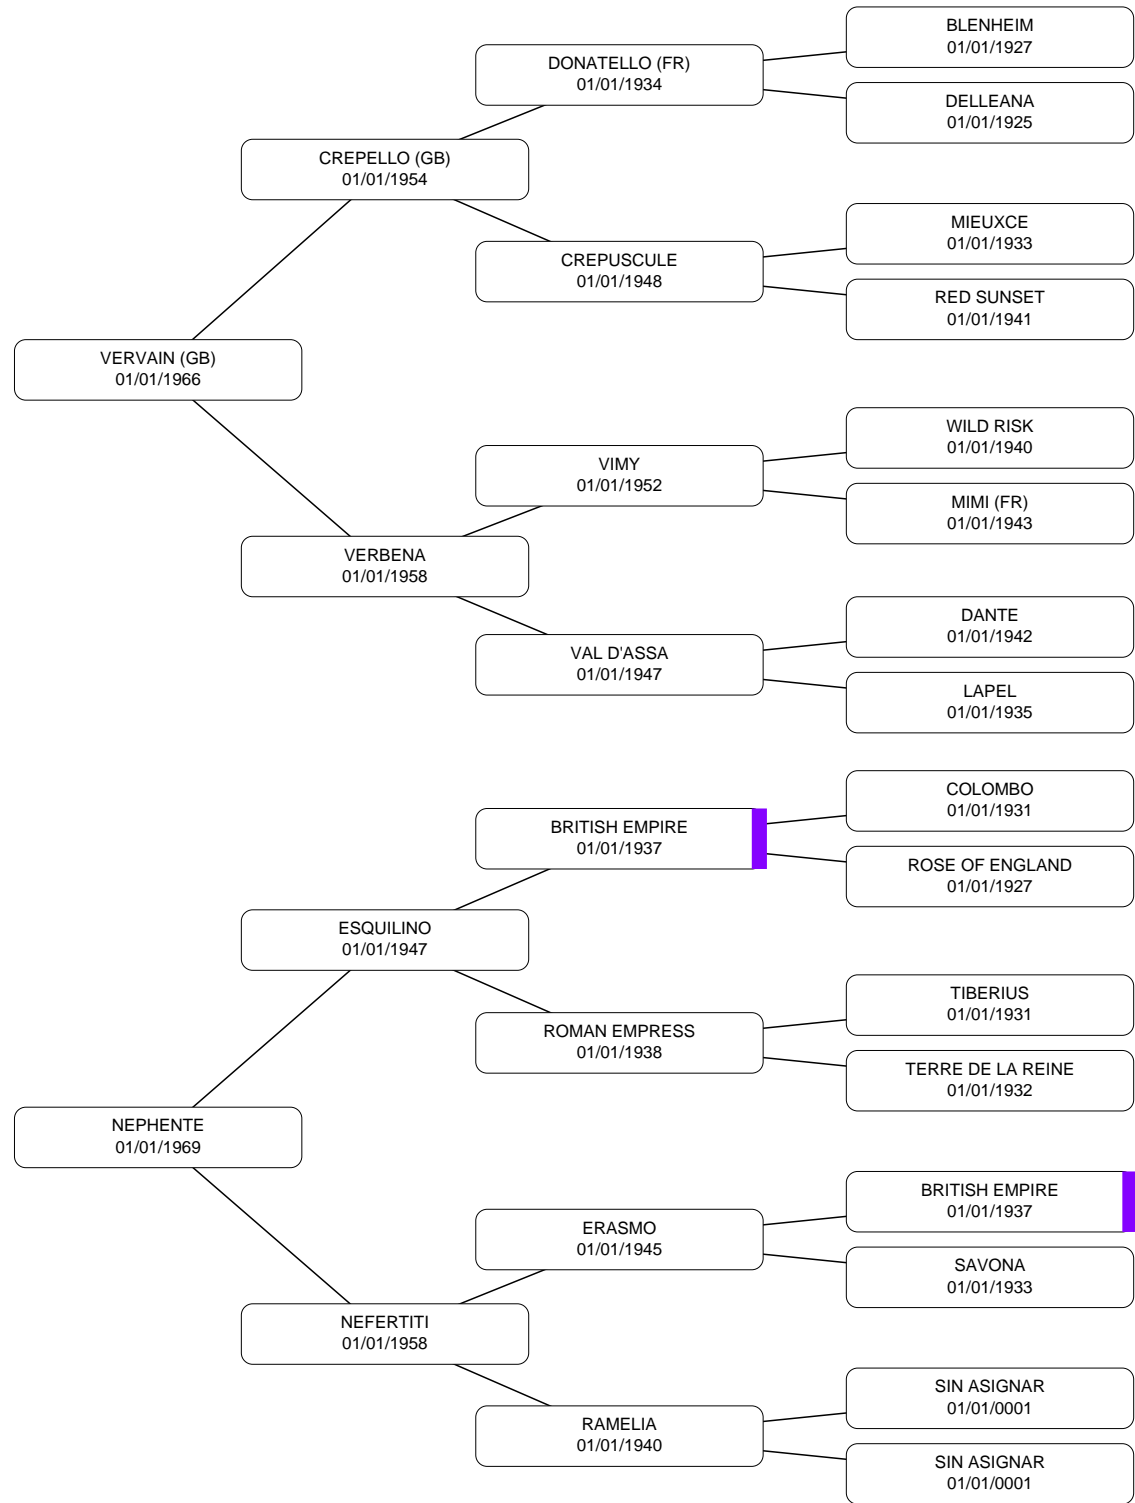 BLENHEIM
01/01/1927
DONATELLO (FR)
01/01/1934
DELLEANA
01/01/1925
CREPELLO (GB)
01/01/1954
MIEUXCE
01/01/1933
CREPUSCULE
01/01/1948
RED SUNSET
01/01/1941
VERVAIN (GB)
01/01/1966
WILD RISK
01/01/1940
VIMY
01/01/1952
MIMI (FR)
01/01/1943
VERBENA
01/01/1958
DANTE
01/01/1942
VAL D'ASSA
01/01/1947
LAPEL
01/01/1935
COLOMBO
01/01/1931
BRITISH EMPIRE
01/01/1937
ROSE OF ENGLAND
01/01/1927
ESQUILINO
01/01/1947
TIBERIUS
01/01/1931
ROMAN EMPRESS
01/01/1938
TERRE DE LA REINE
01/01/1932
NEPHENTE
01/01/1969
BRITISH EMPIRE
01/01/1937
ERASMO
01/01/1945
SAVONA
01/01/1933
NEFERTITI
01/01/1958
SIN ASIGNAR
01/01/0001
RAMELIA
01/01/1940
SIN ASIGNAR
01/01/0001